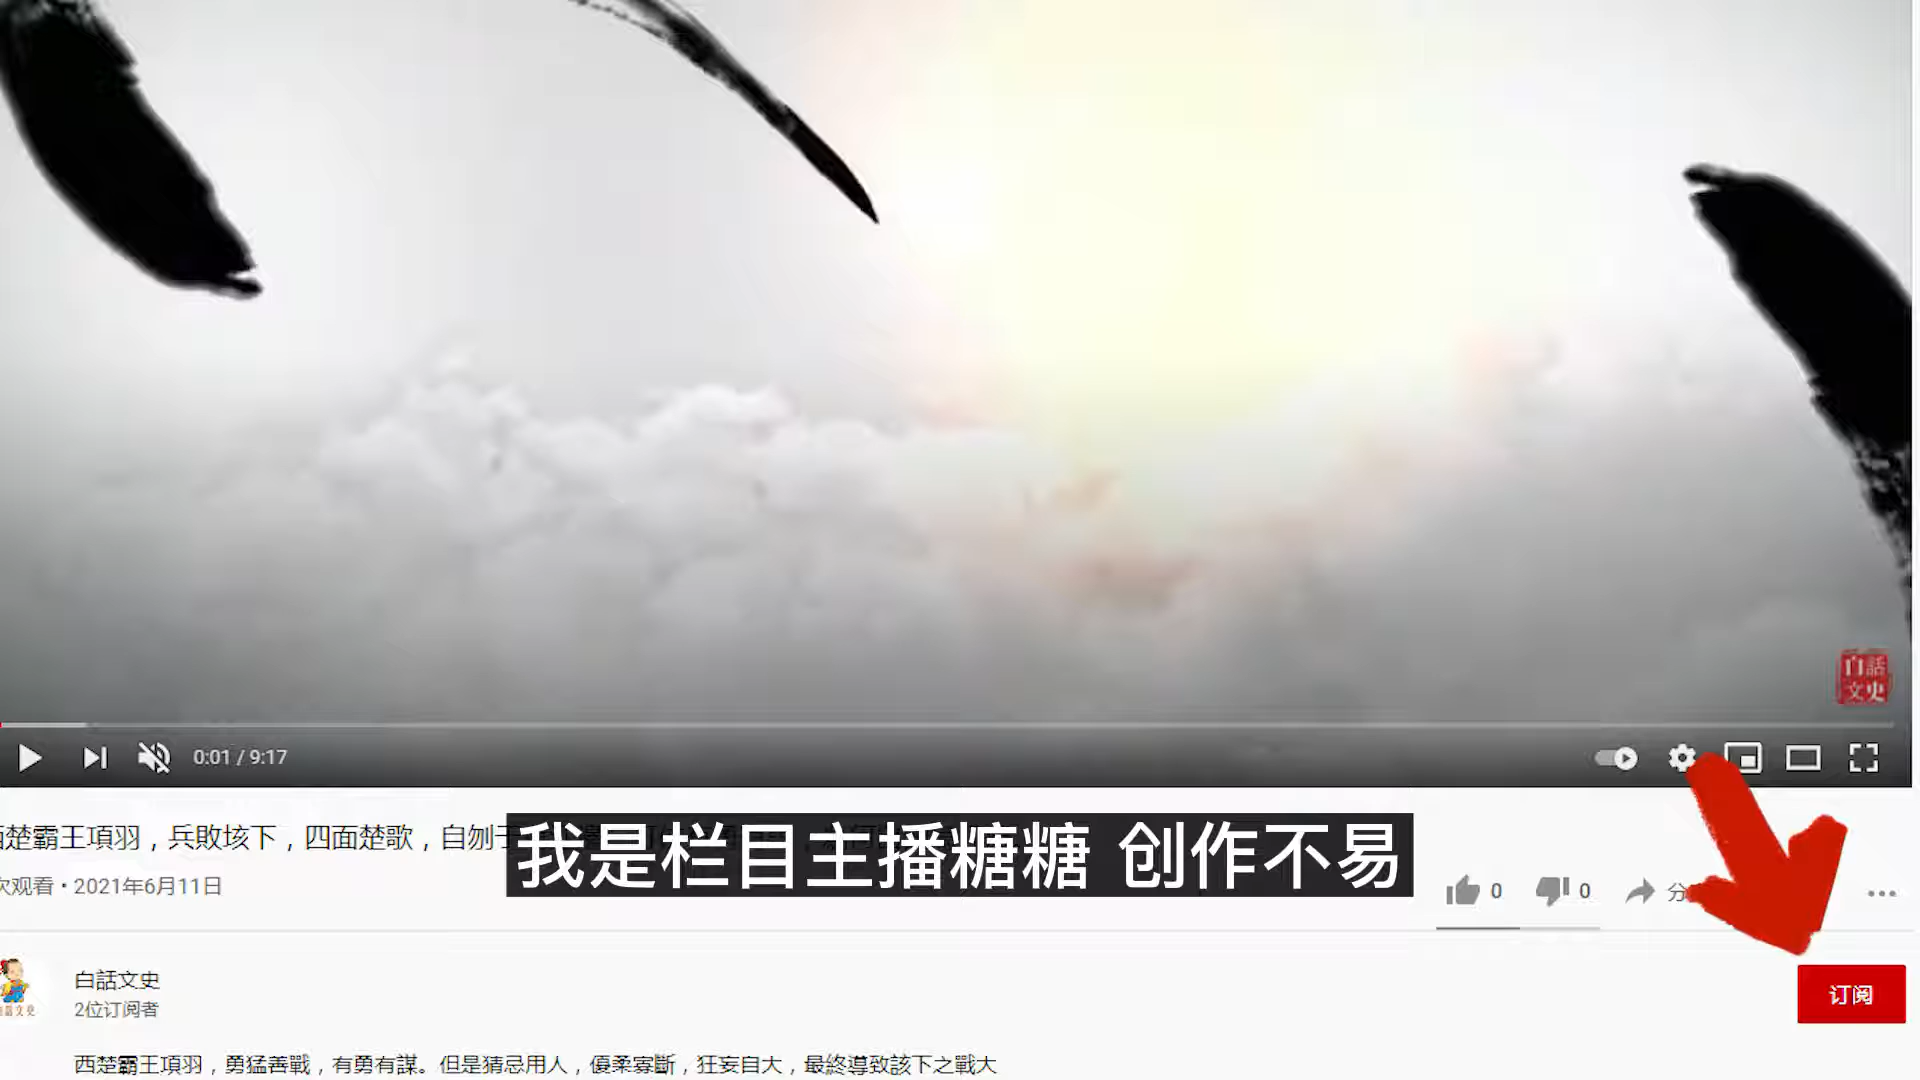 白話
文史
0:01 / 9:17
西楚霸王項羽，兵敗垓下，四面楚歌，自刎于
我是栏目主播糖糖 创作不易
次观看 • 2021年6月11日
0
0
分
白話文史
2位订阅者
订阅
西楚霸王項羽，勇猛善戰，有勇有謀。但是猜忌用人，優柔寡斷，狂妄自大，最終導致該下之戰大